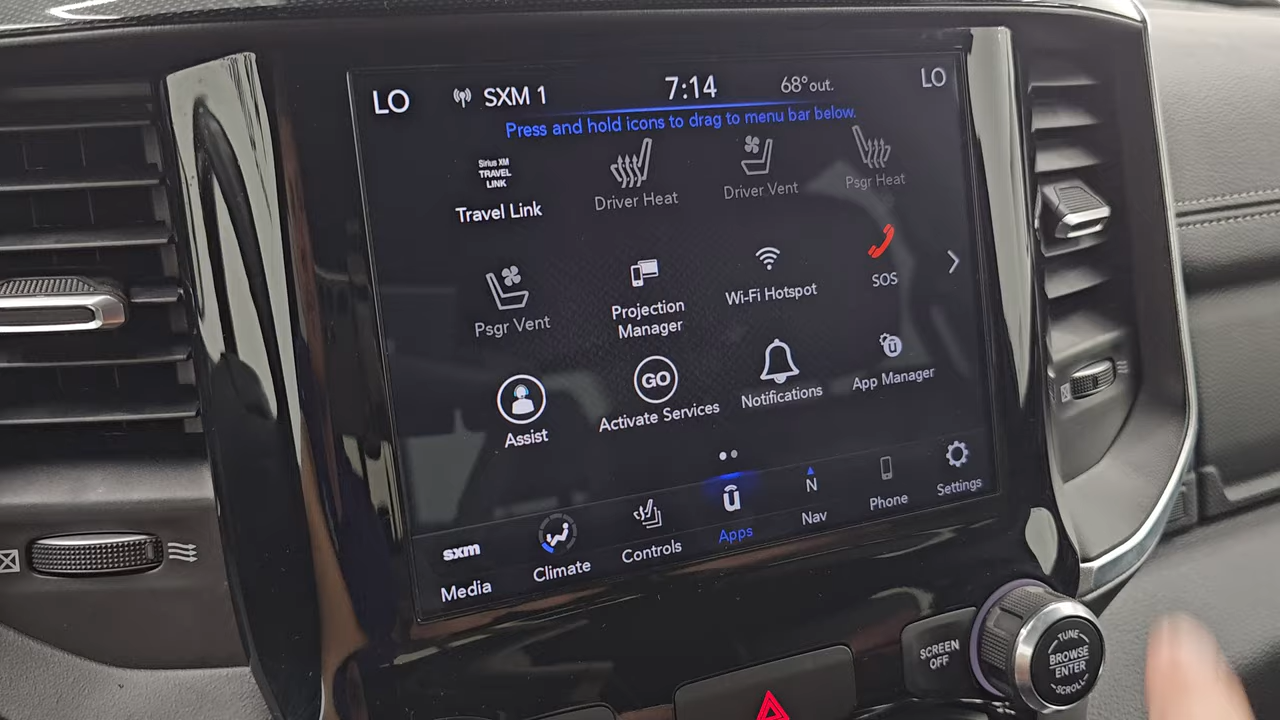 LO
SXM 1
7:14
68° out.
LO
Press and hold icons to drag to menu bar below.
Sirius XM
TRAVEL
LINK
Travel Link
Driver Heat
Driver Vent
Psgr Heat
Psgr Vent
Projection
Manager
Wi-Fi Hotspot
SOS
Assist
GO
Activate Services
Notifications
App Manager
sxm
Media
Climate
Controls
Apps
N
Nav
Phone
Settings
SCREEN
OFF
TUNE
BROWSE
ENTER
SCROLL